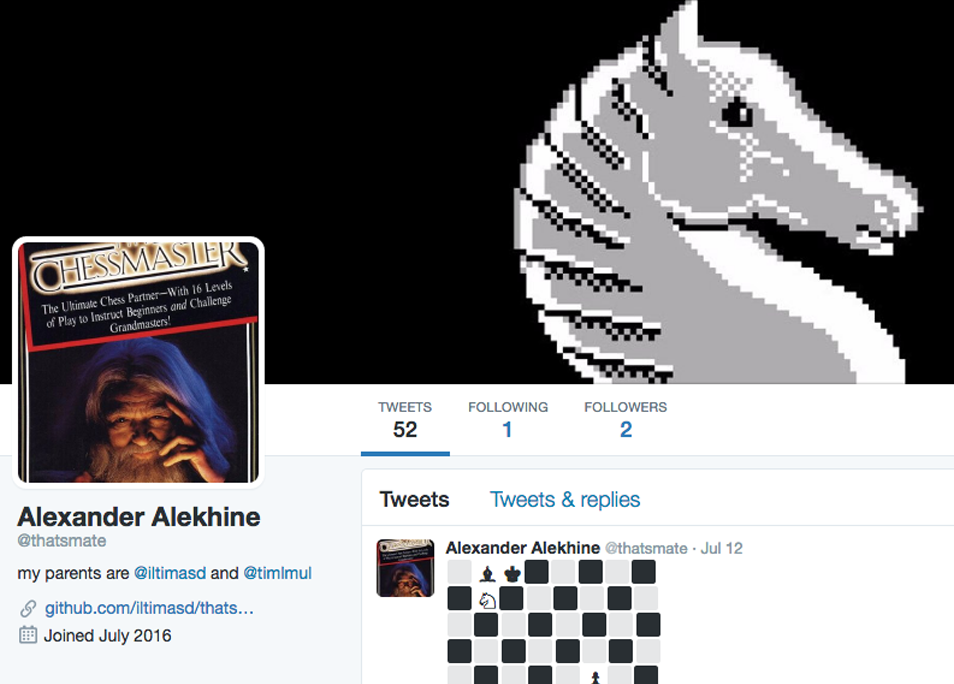 CHESSMASTER
The Ultimate Chess Partner—With 16 Levels
of Play to Instruct Beginners and Challenge
Grandmasters!
TWEETS FOLLOWING FOLLOWERS
52 1 2
Alexander Alekhine
@thatsmate
my parents are @iltimasd and @timlmul
github.com/iltimasd/thats…
Joined July 2016
Tweets Tweets & replies
Alexander Alekhine @thatsmate · Jul 12